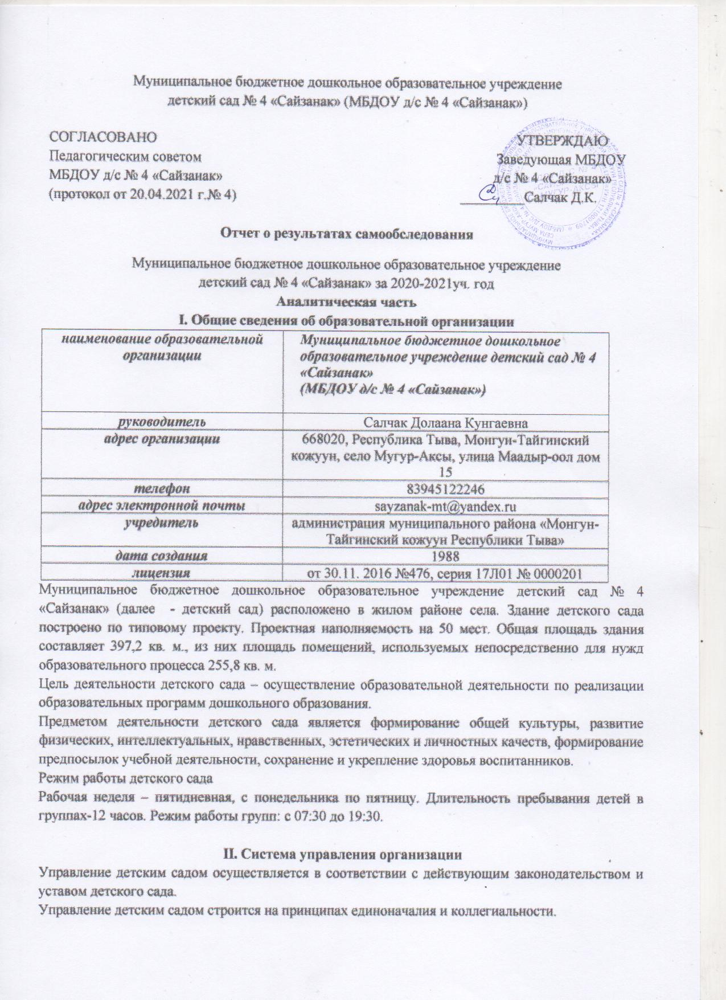 Муниципальное бюджетное дошкольное образовательное учреждение
детский сад № 4 «Сайзанак» (МБДОУ д/с № 4 «Сайзанак»)
СОГЛАСОВАНО
Педагогическим советом
МБДОУ д/с № 4 «Сайзанак»
(протокол от 20.04.2021 г.№ 4)
УТВЕРЖДАЮ
Заведующая МБДОУ
д/с № 4 «Сайзанак»
Салчак Д.К.
Отчет о результатах самообследования
Муниципальное бюджетное дошкольное образовательное учреждение
детский сад № 4 «Сайзанак» за 2020-2021уч. год
Аналитическая часть
I. Общие сведения об образовательной организации
наименование образовательной
организации
Муниципальное бюджетное дошкольное
образовательное учреждение детский сад № 4
«Сайзанак»
(МБДОУ д/с № 4 «Сайзанак»)
руководитель
Салчак Долаана Кунгаевна
адрес организации
668020, Республика Тыва, Монгун-Тайгинский
кожуун, село Мугур-Аксы, улица Маадыр-оол дом
15
телефон
83945122246
адрес электронной почты
sayzanak-mt@yandex.ru
учредитель
администрация муниципального района «Монгун-
Тайгинский кожуун Республики Тыва»
дата создания
1988
лицензия
от 30.11. 2016 №476, серия 17Л01 № 0000201
Муниципальное бюджетное дошкольное образовательное учреждение детский сад № 4
«Сайзанак» (далее - детский сад) расположено в жилом районе села. Здание детского сада
построено по типовому проекту. Проектная наполняемость на 50 мест. Общая площадь здания
составляет 397,2 кв. м., из них площадь помещений, используемых непосредственно для нужд
образовательного процесса 255,8 кв. м.
Цель деятельности детского сада – осуществление образовательной деятельности по реализации
образовательных программ дошкольного образования.
Предметом деятельности детского сада является формирование общей культуры, развитие
физических, интеллектуальных, нравственных, эстетических и личностных качеств, формирование
предпосылок учебной деятельности, сохранение и укрепление здоровья воспитанников.
Режим работы детского сада
Рабочая неделя – пятидневная, с понедельника по пятницу. Длительность пребывания детей в
группах-12 часов. Режим работы групп: с 07:30 до 19:30.
II. Система управления организации
Управление детским садом осуществляется в соответствии с действующим законодательством и
уставом детского сада.
Управление детским садом строится на принципах единоначалия и коллегиальности.